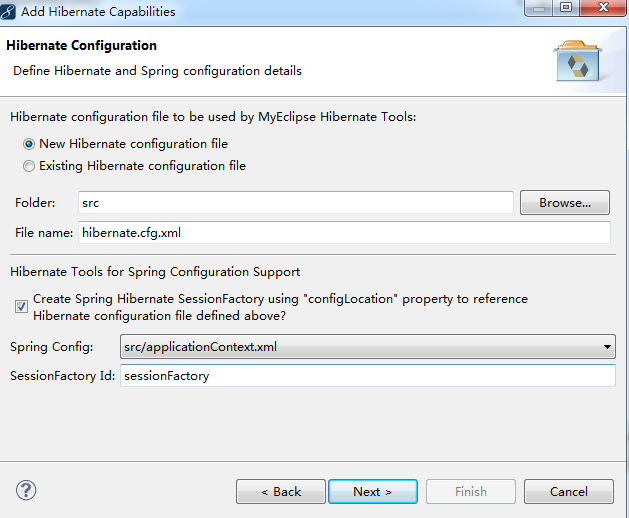 Add Hibernate Capabilities
Hibernate Configuration
Define Hibernate and Spring configuration details
Hibernate configuration file to be used by MyEclipse Hibernate Tools:
New Hibernate configuration file
Existing Hibernate configuration file
Folder: src Browse...
File name: hibernate.cfg.xml
Hibernate Tools for Spring Configuration Support
Create Spring Hibernate SessionFactory using "configLocation" property to reference
Hibernate configuration file defined above?
Spring Config: src/applicationContext.xml
SessionFactory Id: sessionFactory
? < Back Next > Finish Cancel